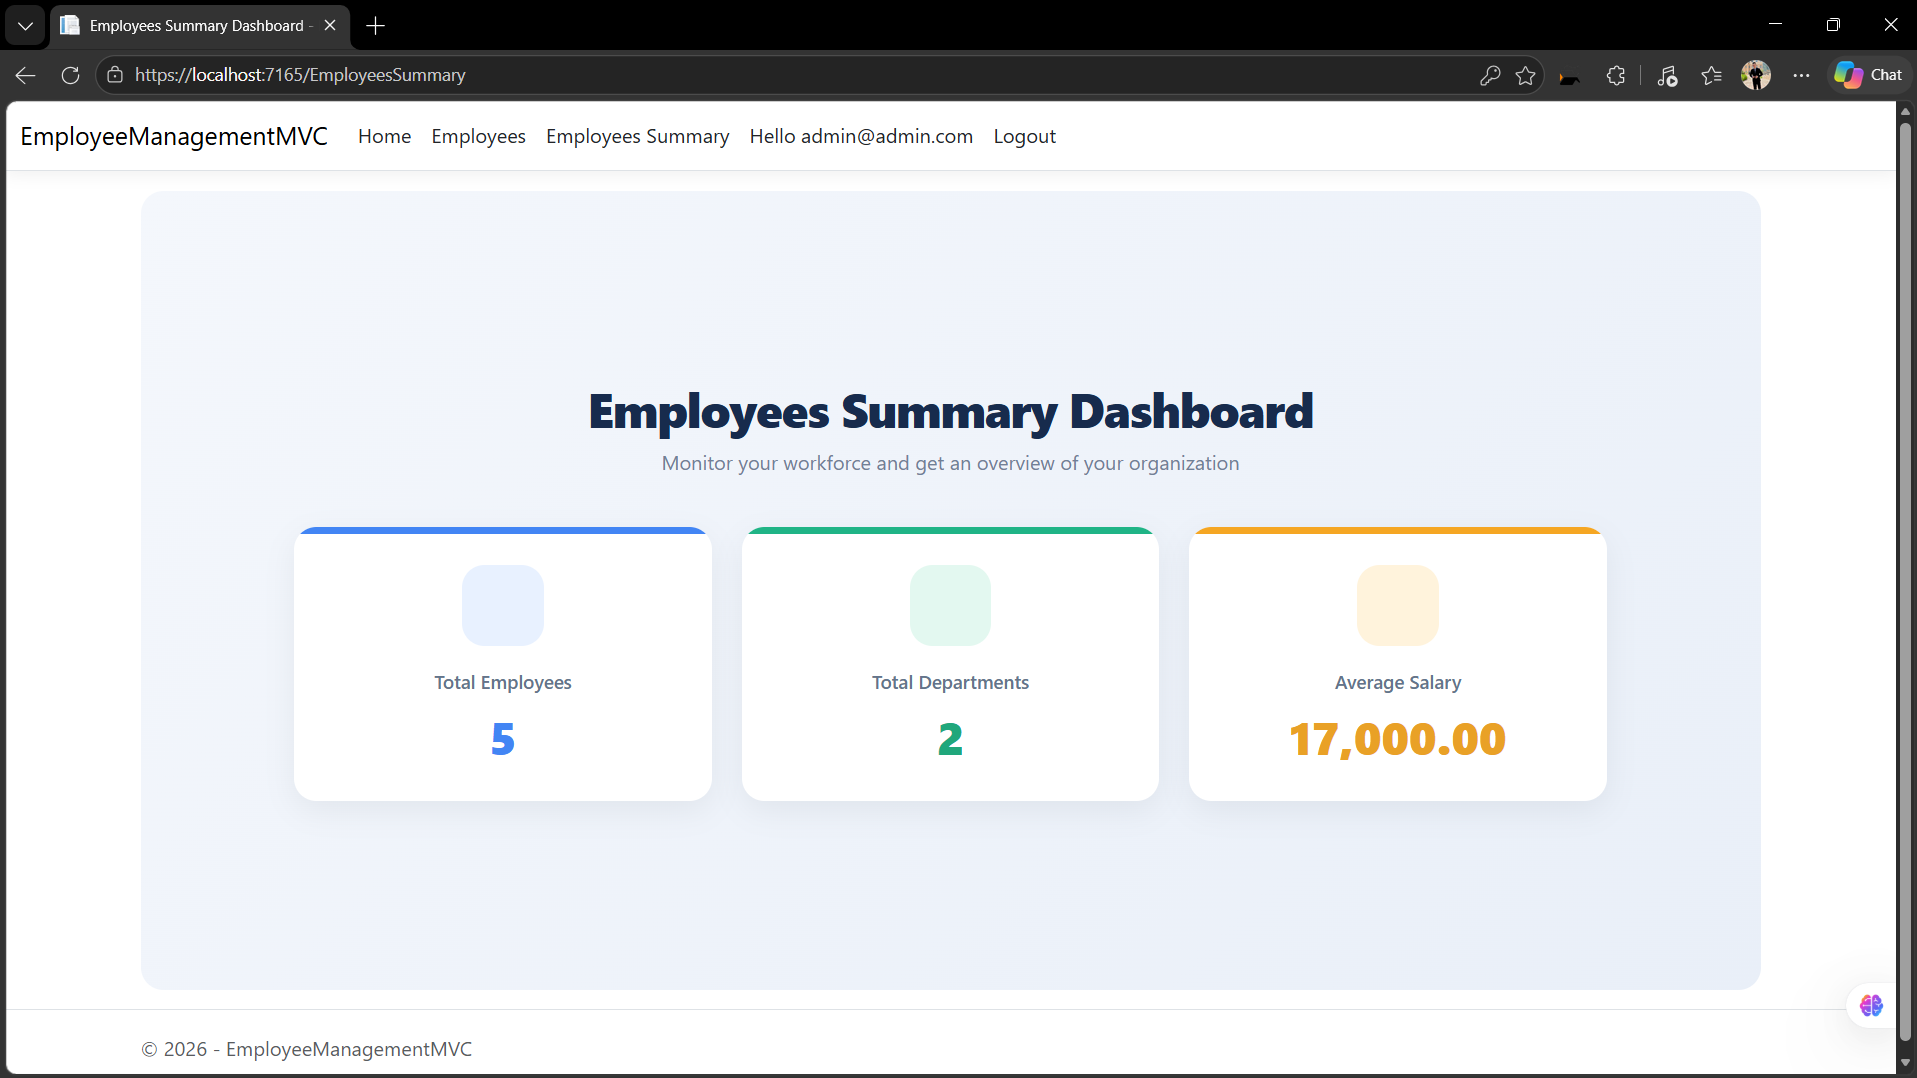 Employees Summary Dashboard -
https://localhost:7165/EmployeesSummary
Chat
EmployeeManagementMVC Home Employees Employees Summary Hello admin@admin.com Logout
Employees Summary Dashboard
Monitor your workforce and get an overview of your organization
Total Employees
5
Total Departments
2
Average Salary
17,000.00
© 2026 - EmployeeManagementMVC